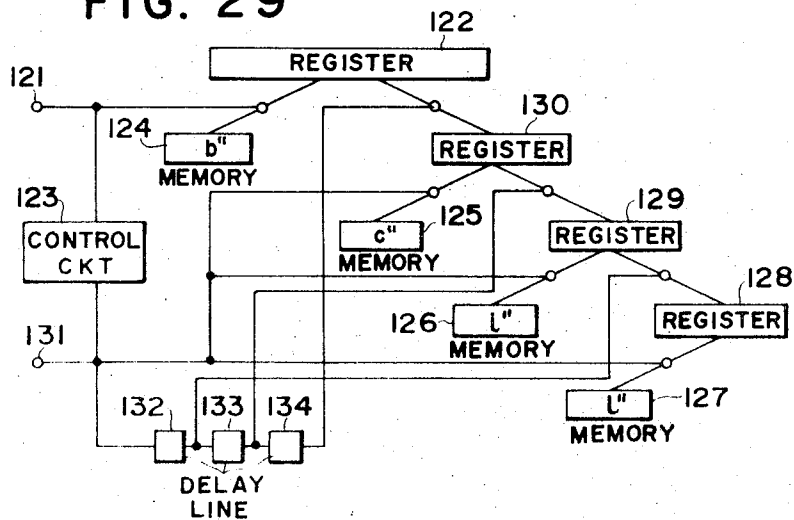 FIG. 29
122
REGISTER
121
124
b"
MEMORY
130
REGISTER
123
CONTROL
CKT
c"
125
MEMORY
129
REGISTER
126
l"
MEMORY
128
REGISTER
131
l"
127
MEMORY
132
133
134
DELAY
LINE